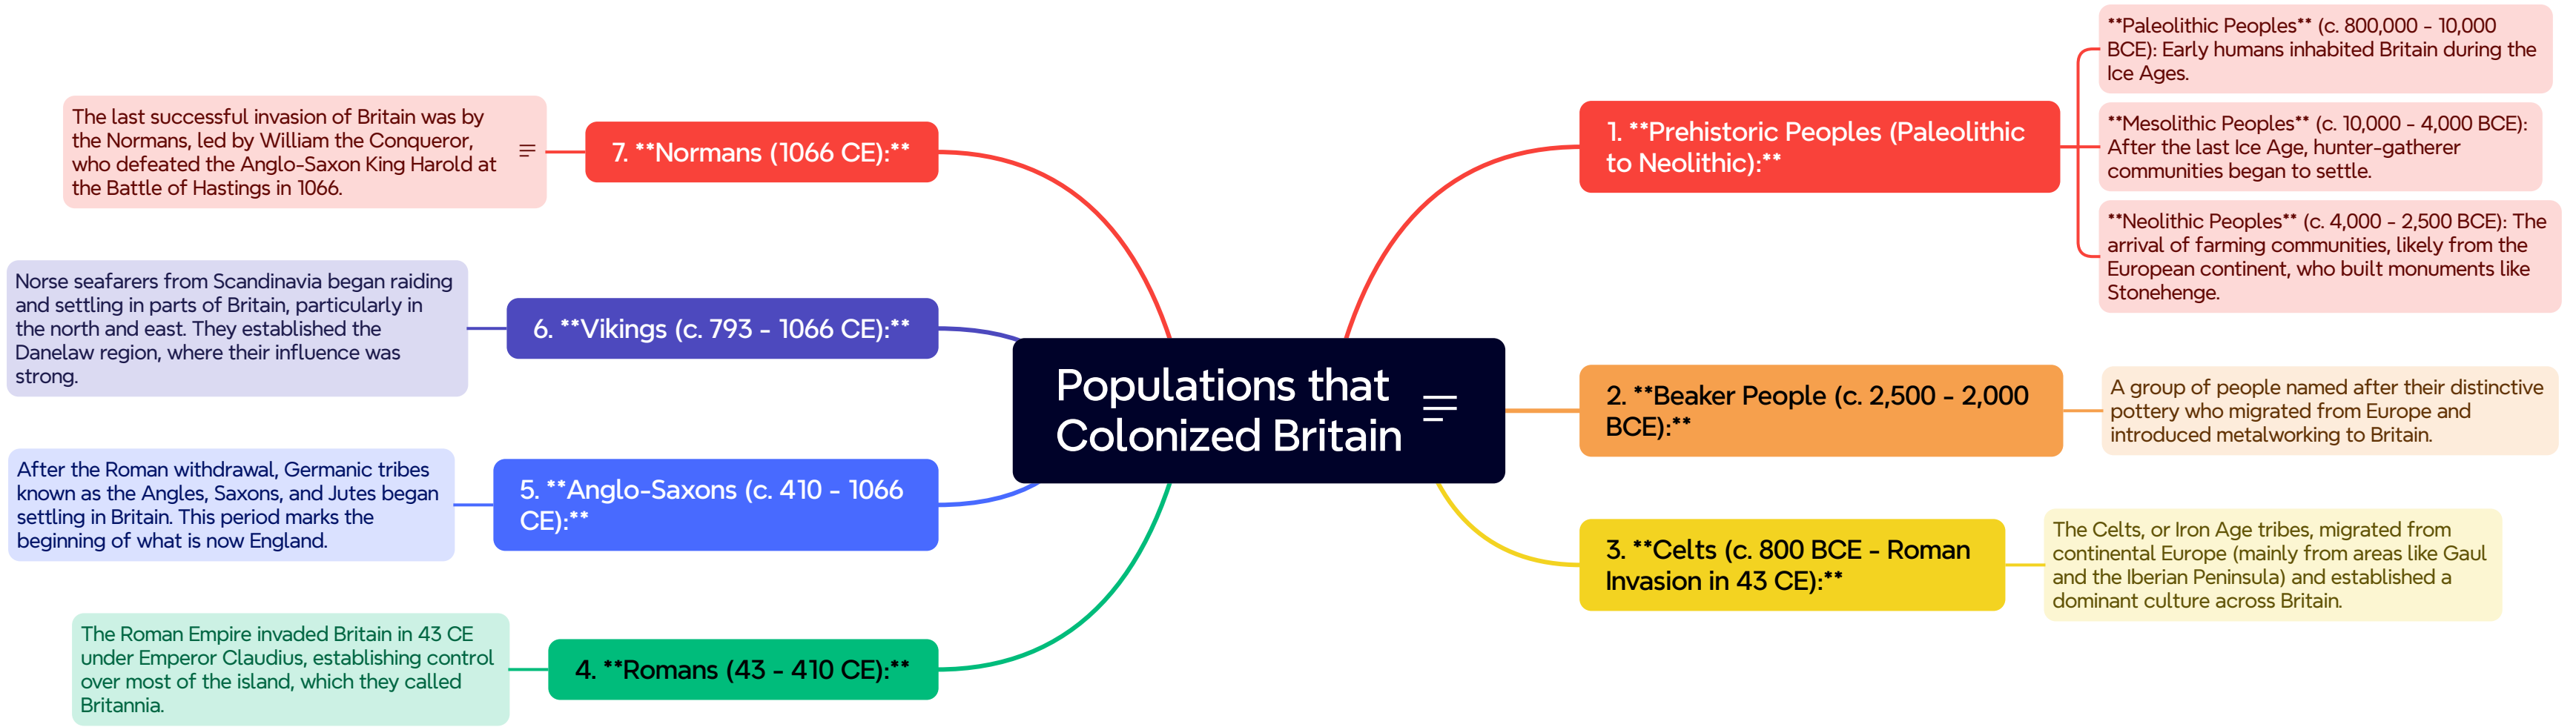 Populations that
Colonized Britain
1. **Prehistoric Peoples (Paleolithic
to Neolithic):**
**Paleolithic Peoples** (c. 800,000 - 10,000
BCE): Early humans inhabited Britain during the
Ice Ages.
**Mesolithic Peoples** (c. 10,000 - 4,000 BCE):
After the last Ice Age, hunter-gatherer
communities began to settle.
**Neolithic Peoples** (c. 4,000 - 2,500 BCE): The
arrival of farming communities, likely from the
European continent, who built monuments like
Stonehenge.
2. **Beaker People (c. 2,500 - 2,000
BCE):**
A group of people named after their distinctive
pottery who migrated from Europe and
introduced metalworking to Britain.
3. **Celts (c. 800 BCE - Roman
Invasion in 43 CE):**
The Celts, or Iron Age tribes, migrated from
continental Europe (mainly from areas like Gaul
and the Iberian Peninsula) and established a
dominant culture across Britain.
4. **Romans (43 - 410 CE):**
The Roman Empire invaded Britain in 43 CE
under Emperor Claudius, establishing control
over most of the island, which they called
Britannia.
5. **Anglo-Saxons (c. 410 - 1066
CE):**
After the Roman withdrawal, Germanic tribes
known as the Angles, Saxons, and Jutes began
settling in Britain. This period marks the
beginning of what is now England.
6. **Vikings (c. 793 - 1066 CE):**
Norse seafarers from Scandinavia began raiding
and settling in parts of Britain, particularly in
the north and east. They established the
Danelaw region, where their influence was
strong.
7. **Normans (1066 CE):**
The last successful invasion of Britain was by
the Normans, led by William the Conqueror,
who defeated the Anglo-Saxon King Harold at
the Battle of Hastings in 1066.